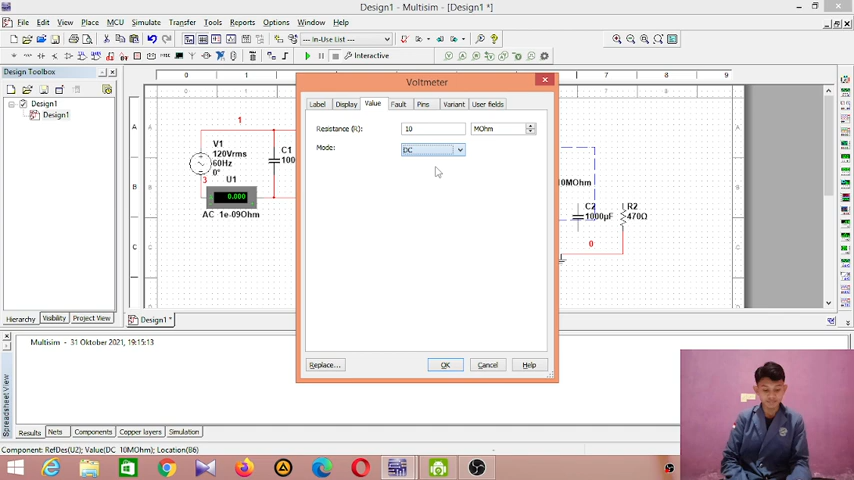 Design1 - Multisim - [Design1 *]
File Edit View Place MCU Simulate Transfer Tools Reports Options Window Help
--- In-Use List ---
Interactive
Design Toolbox
Design1
Design1
Hierarchy Visibility Project View
0 0 1 7 8 9
A B C
A B C
V1
120Vrms
60Hz
0°
3
U1
0.000
AC 1e-09Ohm
1
C1
100
Voltmeter
Label Display Value Fault Pins Variant User fields
Resistance (R): 10 MOhm
Mode: DC
Replace... OK Cancel Help
10MOhm
C2
1000µF
R2
470Ω
0
Design1 *
Multisim - 31 Oktober 2021, 19:15:13
Spreadsheet View
Results Nets Components Copper layers Simulation
Component: RefDes(U2); Value(DC 10MOhm); Location(B6)